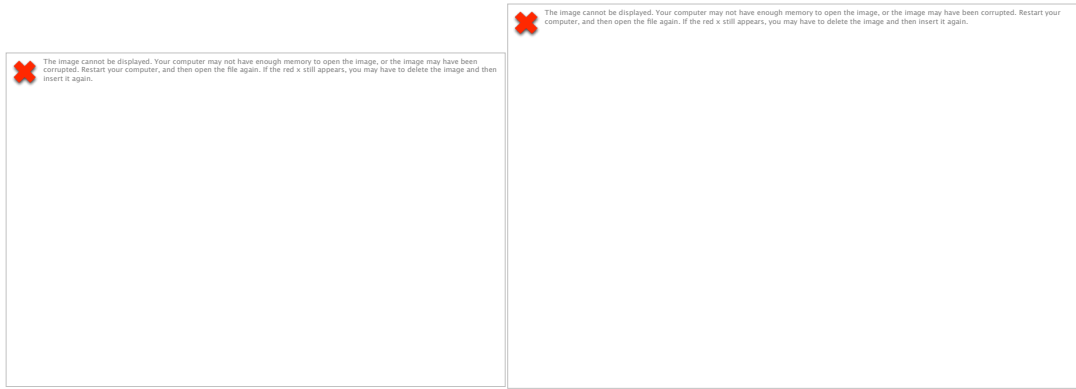 The image cannot be displayed. Your computer may not have enough memory to open the image, or the image may have been
corrupted. Restart your computer, and then open the file again. If the red x still appears, you may have to delete the image and then
insert it again.
The image cannot be displayed. Your computer may not have enough memory to open the image, or the image may have been corrupted. Restart your
computer, and then open the file again. If the red x still appears, you may have to delete the image and then insert it again.